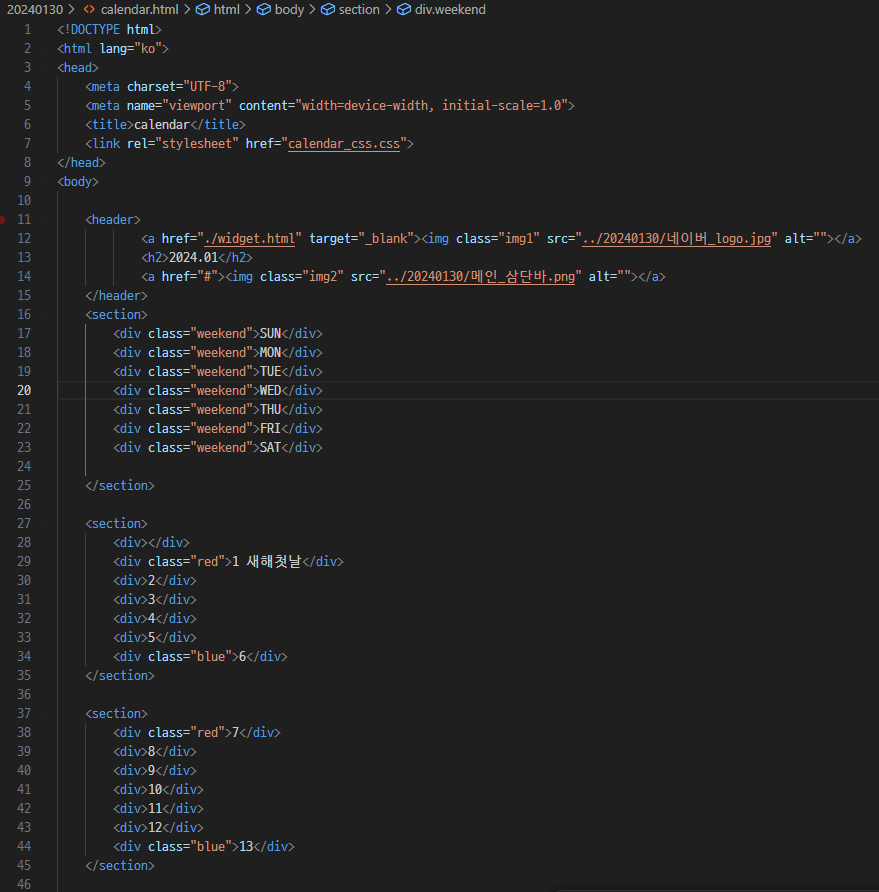 20240130 > <> calendar.html > html > body > section > div.weekend
1 <!DOCTYPE html>
2 <html lang="ko">
3 <head>
4 <meta charset="UTF-8">
5 <meta name="viewport" content="width=device-width, initial-scale=1.0">
6 <title>calendar</title>
7 <link rel="stylesheet" href="calendar_css.css">
8 </head>
9 <body>
10
11 <header>
12 <a href="./widget.html" target="_blank"><img class="img1" src="../20240130/네이버_logo.jpg" alt=""></a>
13 <h2>2024.01</h2>
14 <a href="#"><img class="img2" src="../20240130/메인_삼단바.png" alt=""></a>
15 </header>
16 <section>
17 <div class="weekend">SUN</div>
18 <div class="weekend">MON</div>
19 <div class="weekend">TUE</div>
20 <div class="weekend">WED</div>
21 <div class="weekend">THU</div>
22 <div class="weekend">FRI</div>
23 <div class="weekend">SAT</div>
24
25 </section>
26
27 <section>
28 <div></div>
29 <div class="red">1 새해첫날</div>
30 <div>2</div>
31 <div>3</div>
32 <div>4</div>
33 <div>5</div>
34 <div class="blue">6</div>
35 </section>
36
37 <section>
38 <div class="red">7</div>
39 <div>8</div>
40 <div>9</div>
41 <div>10</div>
42 <div>11</div>
43 <div>12</div>
44 <div class="blue">13</div>
45 </section>
46